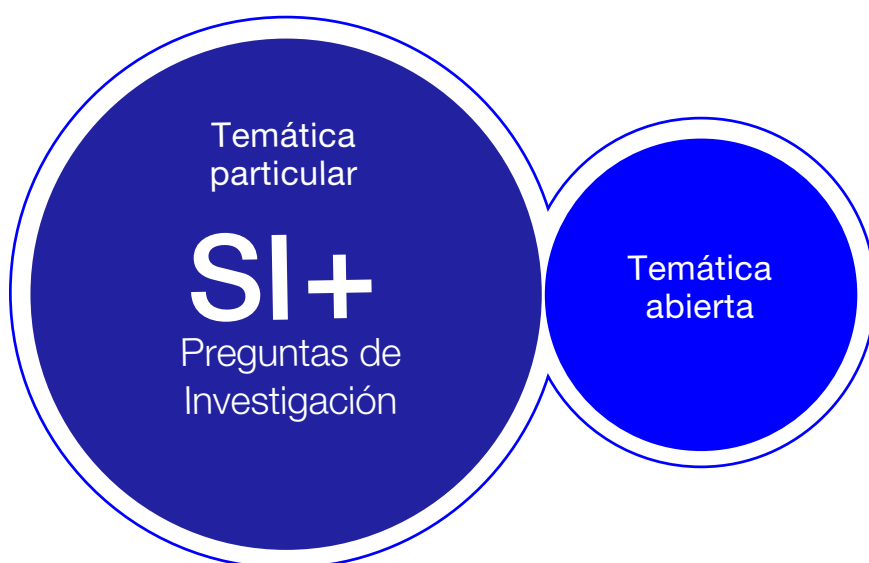 Temática
particular
SI+
Preguntas de
Investigación
Temática
abierta